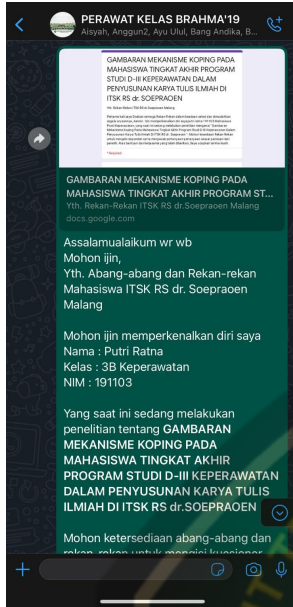 PERAWAT KELAS BRAHMA'19
Aisyah, Anggun2, Ayu Ulul, Bang Andika, B...
GAMBARAN MEKANISME KOPING PADA
MAHASISWA TINGKAT AKHIR PROGRAM
STUDI D-III KEPERAWATAN DALAM
PENYUSUNAN KARYA TULIS ILMIAH DI
ITSK RS dr. SOEPRAOEN
GAMBARAN MEKANISME KOPING PADA
MAHASISWA TINGKAT AKHIR PROGRAM ST...
Yth. Rekan-Rekan ITSK RS dr.Soepraoen Malang
docs.google.com
Assalamualaikum wr wb
Mohon ijin,
Yth. Abang-abang dan Rekan-rekan
Mahasiswa ITSK RS dr. Soepraoen
Malang
Mohon ijin memperkenalkan diri saya
Nama : Putri Ratna
Kelas : 3B Keperawatan
NIM : 191103
Yang saat ini sedang melakukan
penelitian tentang GAMBARAN
MEKANISME KOPING PADA
MAHASISWA TINGKAT AKHIR
PROGRAM STUDI D-III KEPERAWATAN
DALAM PENYUSUNAN KARYA TULIS
ILMIAH DI ITSK RS dr.SOEPRAOEN
Mohon ketersediaan abang-abang dan
rekan-rekan untuk mengisi kuesioner